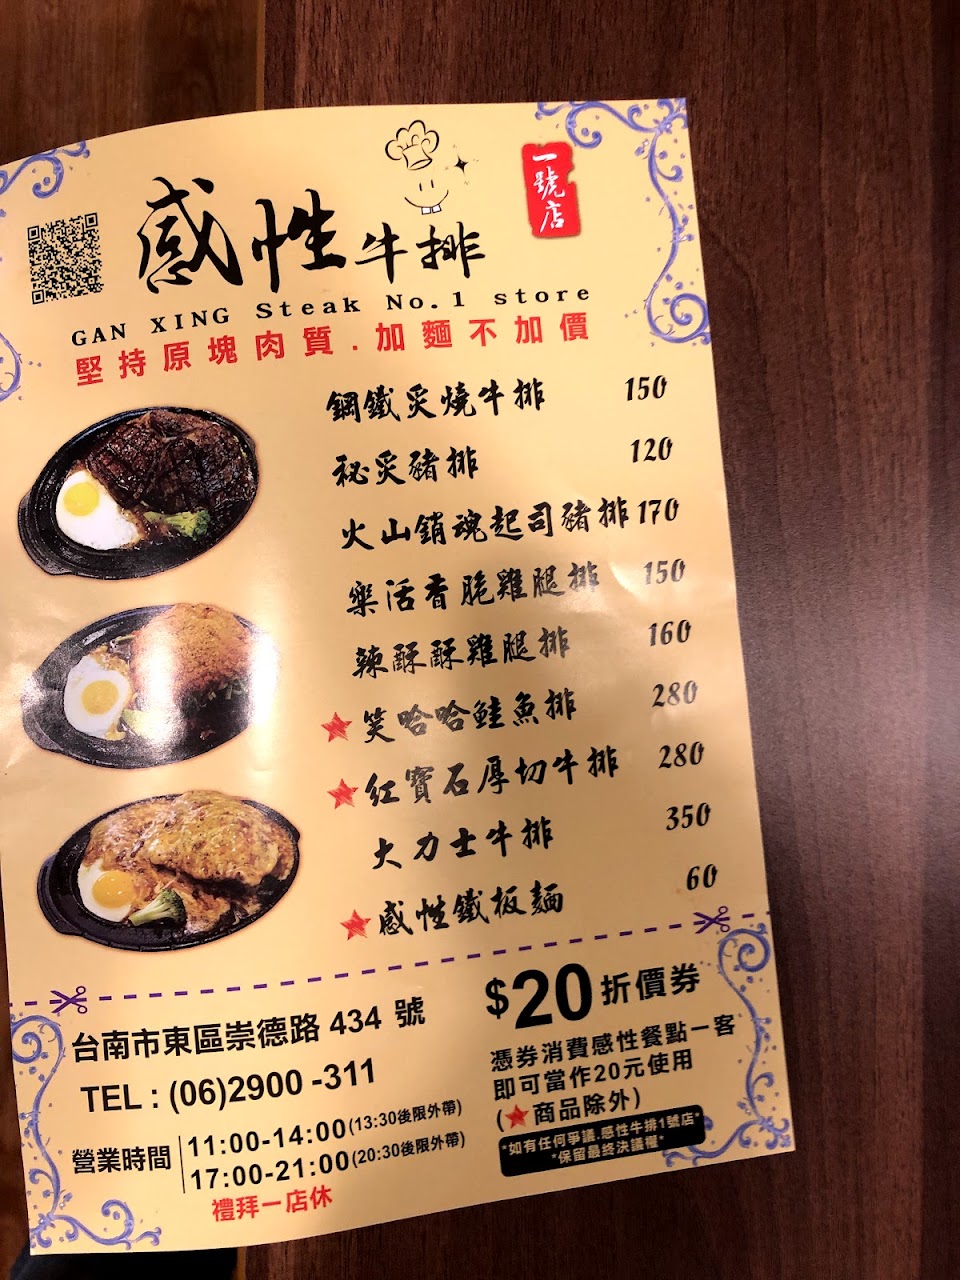 一號店
感性牛排
GAN XING Steak No.1 store
堅持原塊肉質.加麵不加價
鋼鐵炙燒牛排 150
祕炙豬排 120
火山銷魂起司豬排 170
樂活香脆雞腿排 150
辣酥酥雞腿排 160
★笑哈哈鮭魚排 280
★紅寶石厚切牛排 280
大力士牛排 350
★感性鐵板麵 60
台南市東區崇德路 434 號
TEL : (06)2900 -311
營業時間
11:00-14:00(13:30後限外帶)
17:00-21:00(20:30後限外帶)
禮拜一店休
$20折價券
憑券消費感性餐點一客
即可當作20元使用
(★商品除外)
*如有任何爭議.感性牛排1號店*
*保留最終決議權*